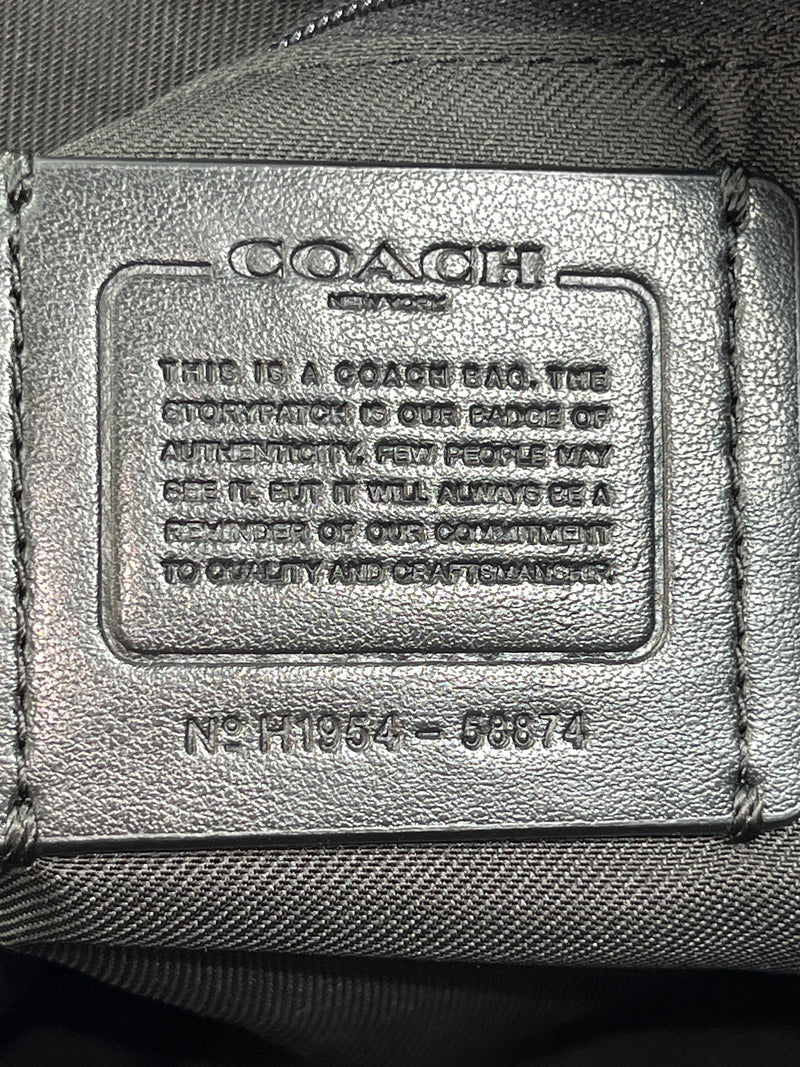 COACH
NEW YORK
THIS IS A COACH BAG. THE
STORYPATCH IS OUR BADGE OF
AUTHENTICITY. FEW PEOPLE MAY
SEE IT. BUT IT WILL ALWAYS BE A
REMINDER OF OUR COMMITMENT
TO QUALITY AND CRAFTSMANSHIP.
Nº H1954 - 58874